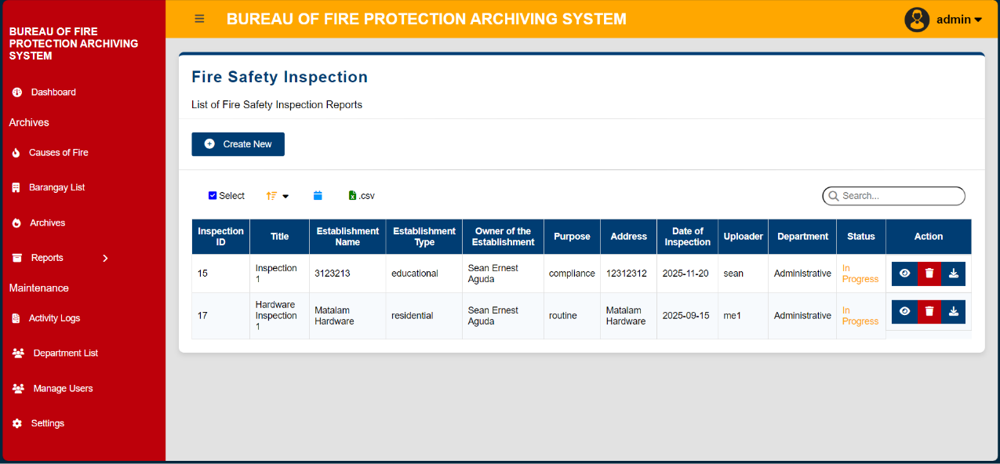 BUREAU OF FIRE
PROTECTION ARCHIVING
SYSTEM
Dashboard
Archives
Causes of Fire
Barangay List
Archives
Reports
Maintenance
Activity Logs
Department List
Manage Users
Settings
BUREAU OF FIRE PROTECTION ARCHIVING SYSTEM
admin
Fire Safety Inspection
List of Fire Safety Inspection Reports
Create New
Select
.csv
Search...
Inspection ID Title Establishment Name Establishment Type Owner of the Establishment Purpose Address Date of Inspection Uploader Department Status Action
15 Inspection 1 3123213 educational Sean Ernest Aguda compliance 12312312 2025-11-20 sean Administrative In Progress
17 Hardware Inspection 1 Matalam Hardware residential Sean Ernest Aguda routine Matalam Hardware 2025-09-15 me1 Administrative In Progress